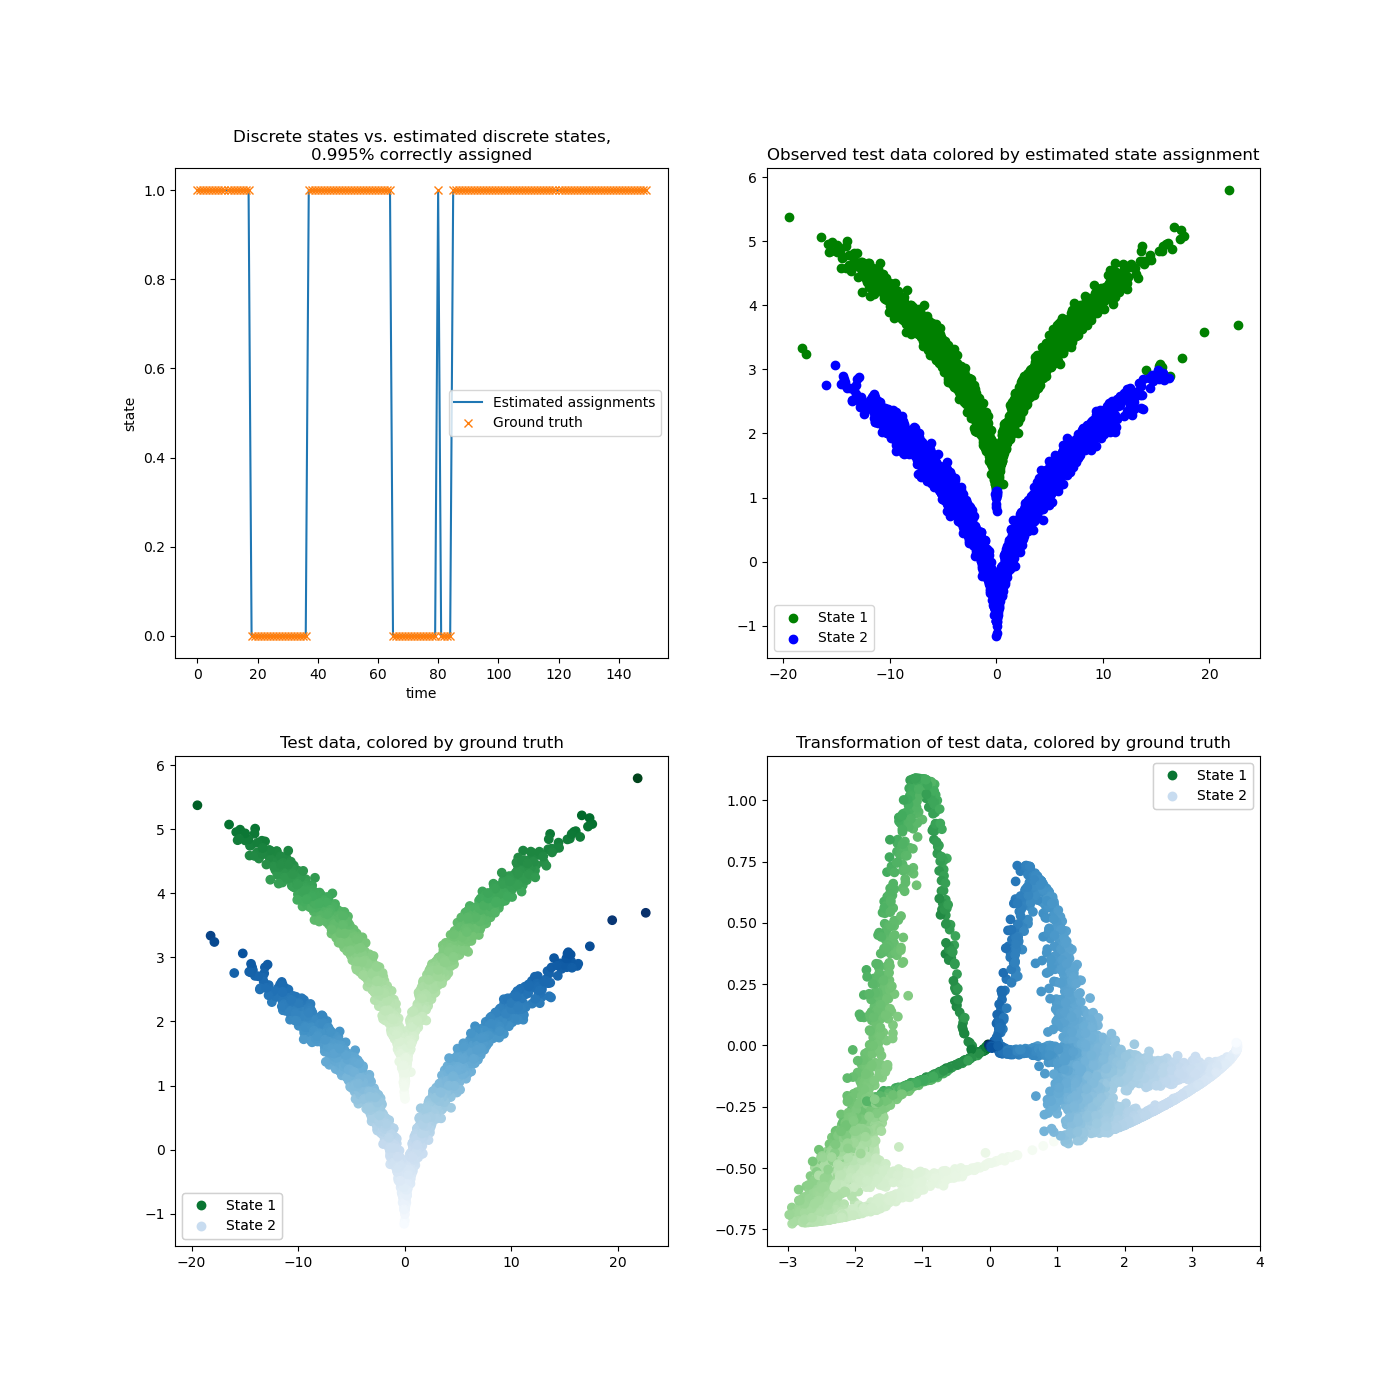 Discrete states vs. estimated discrete states,
0.995% correctly assigned
1.0
0.8
0.6
0.4
0.2
0.0
state
0 20 40 60 80 100 120 140
time
Estimated assignments
Ground truth
Observed test data colored by estimated state assignment
6
5
4
3
2
1
0
−1
−20 −10 0 10 20
State 1
State 2
Test data, colored by ground truth
6
5
4
3
2
1
0
−1
−20 −10 0 10 20
State 1
State 2
Transformation of test data, colored by ground truth
1.00
0.75
0.50
0.25
0.00
−0.25
−0.50
−0.75
−3 −2 −1 0 1 2 3 4
State 1
State 2